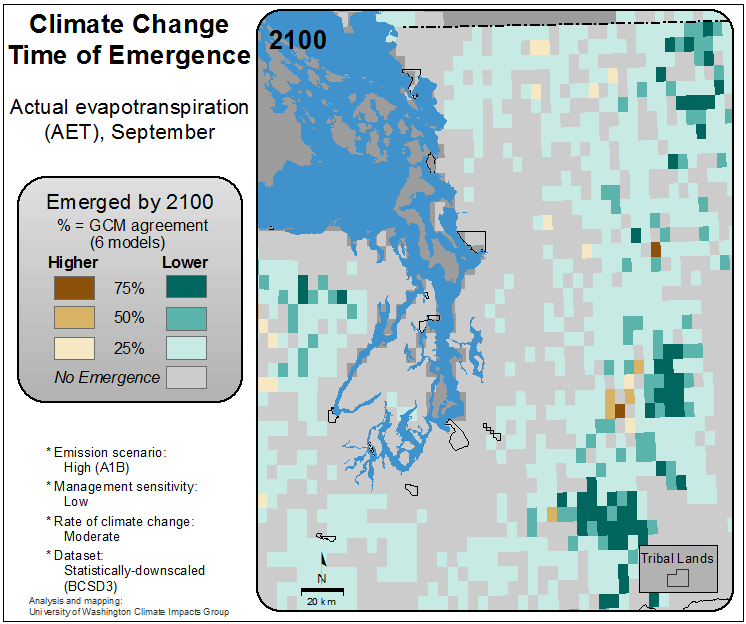 Climate Change
Time of Emergence
Actual evapotranspiration
(AET), September
Emerged by 2100
% = GCM agreement
(6 models)
Higher Lower
75%
50%
25%
No Emergence
* Emission scenario:
High (A1B)
* Management sensitivity:
Low
* Rate of climate change:
Moderate
* Dataset:
Statistically-downscaled
(BCSD3)
Analysis and mapping:
University of Washington Climate Impacts Group
2100
N
20 km
Tribal Lands